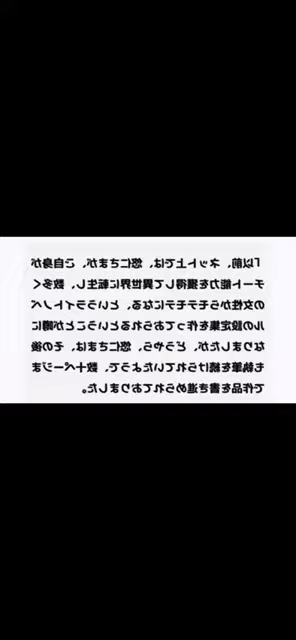 「以前、ネット上では、悠仁さまが、ご自身が
チート能力を獲得して異世界に転生し、数多く
の女性からモテモテになる、というライトノベ
ルの設定集を作っておられるということが噂に
なりましたが、どうやら、悠仁さまは、その後
も執筆を続けられていたようで、数十ページま
で作品を書き進められておりました。